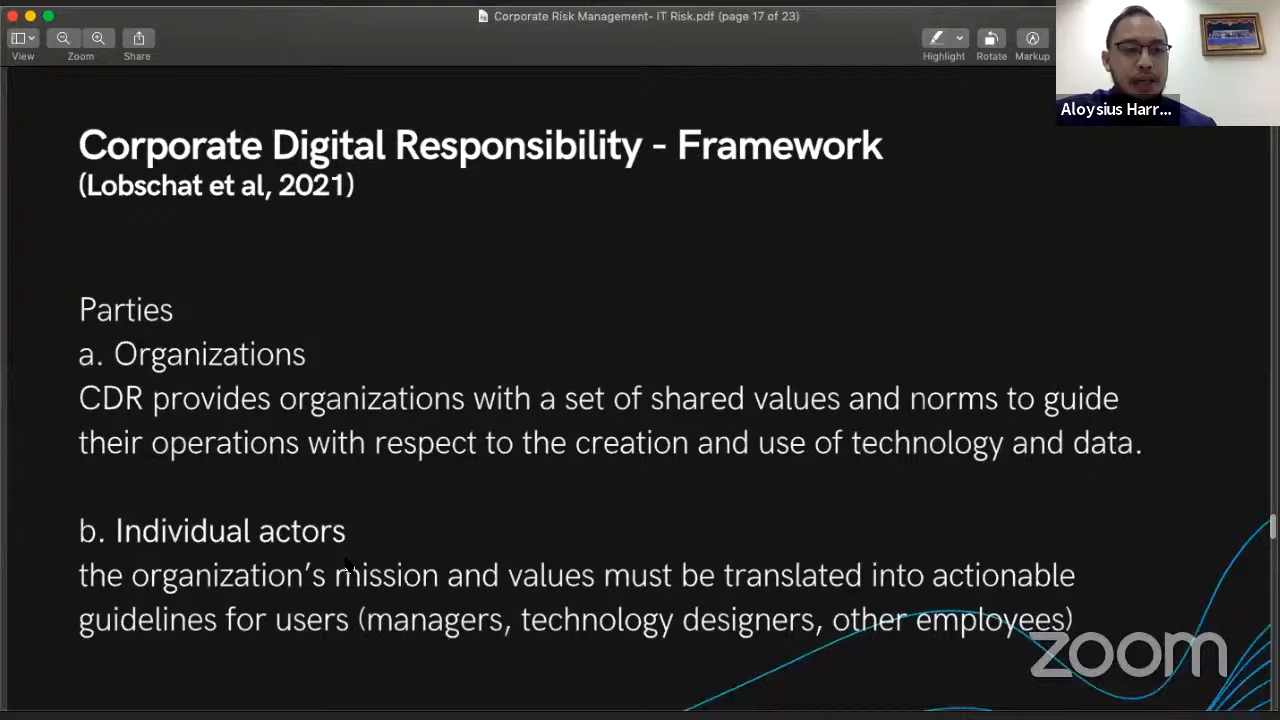 Corporate Risk Management- IT Risk.pdf (page 17 of 23)
View
Zoom
Share
Highlight
Rotate
Markup
Aloysius Harr...
Corporate Digital Responsibility - Framework
(Lobschat et al, 2021)
Parties
a. Organizations
CDR provides organizations with a set of shared values and norms to guide
their operations with respect to the creation and use of technology and data.
b. Individual actors
the organization's mission and values must be translated into actionable
guidelines for users (managers, technology designers, other employees)
zoom